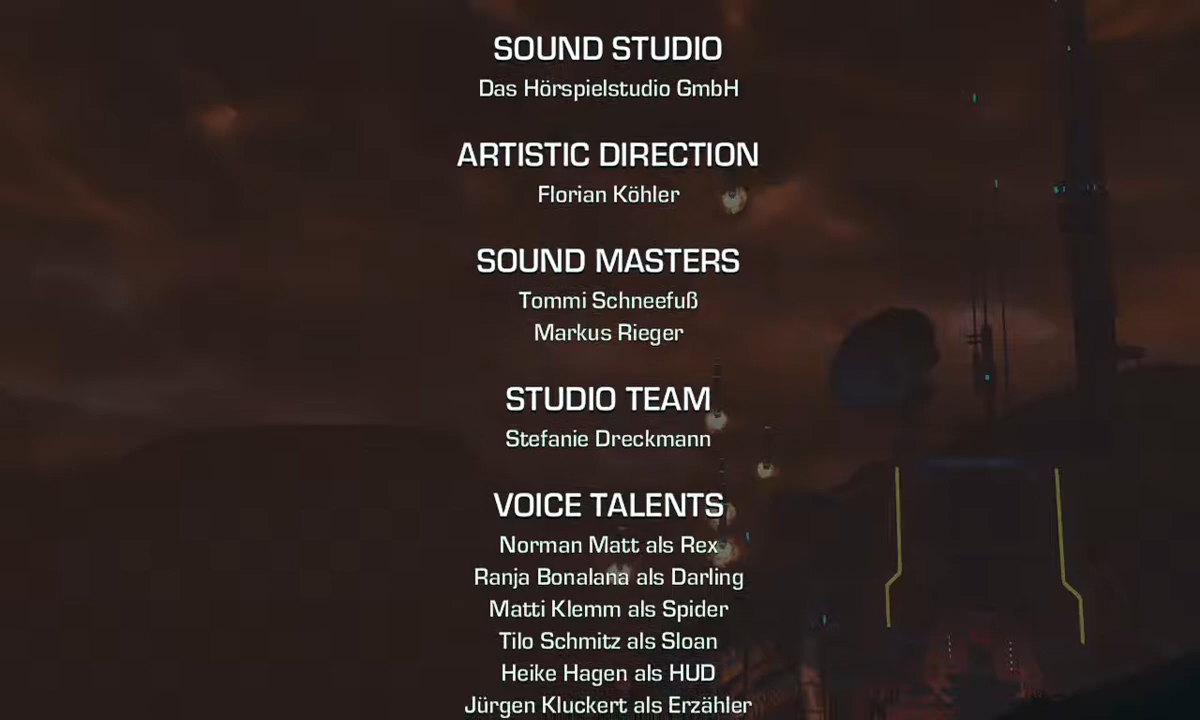 SOUND STUDIO
Das Hörspielstudio GmbH
ARTISTIC DIRECTION
Florian Köhler
SOUND MASTERS
Tommi Schneefuß
Markus Rieger
STUDIO TEAM
Stefanie Dreckmann
VOICE TALENTS
Norman Matt als Rex
Ranja Bonalana als Darling
Matti Klemm als Spider
Tilo Schmitz als Sloan
Heike Hagen als HUD
Jürgen Kluckert als Erzähler